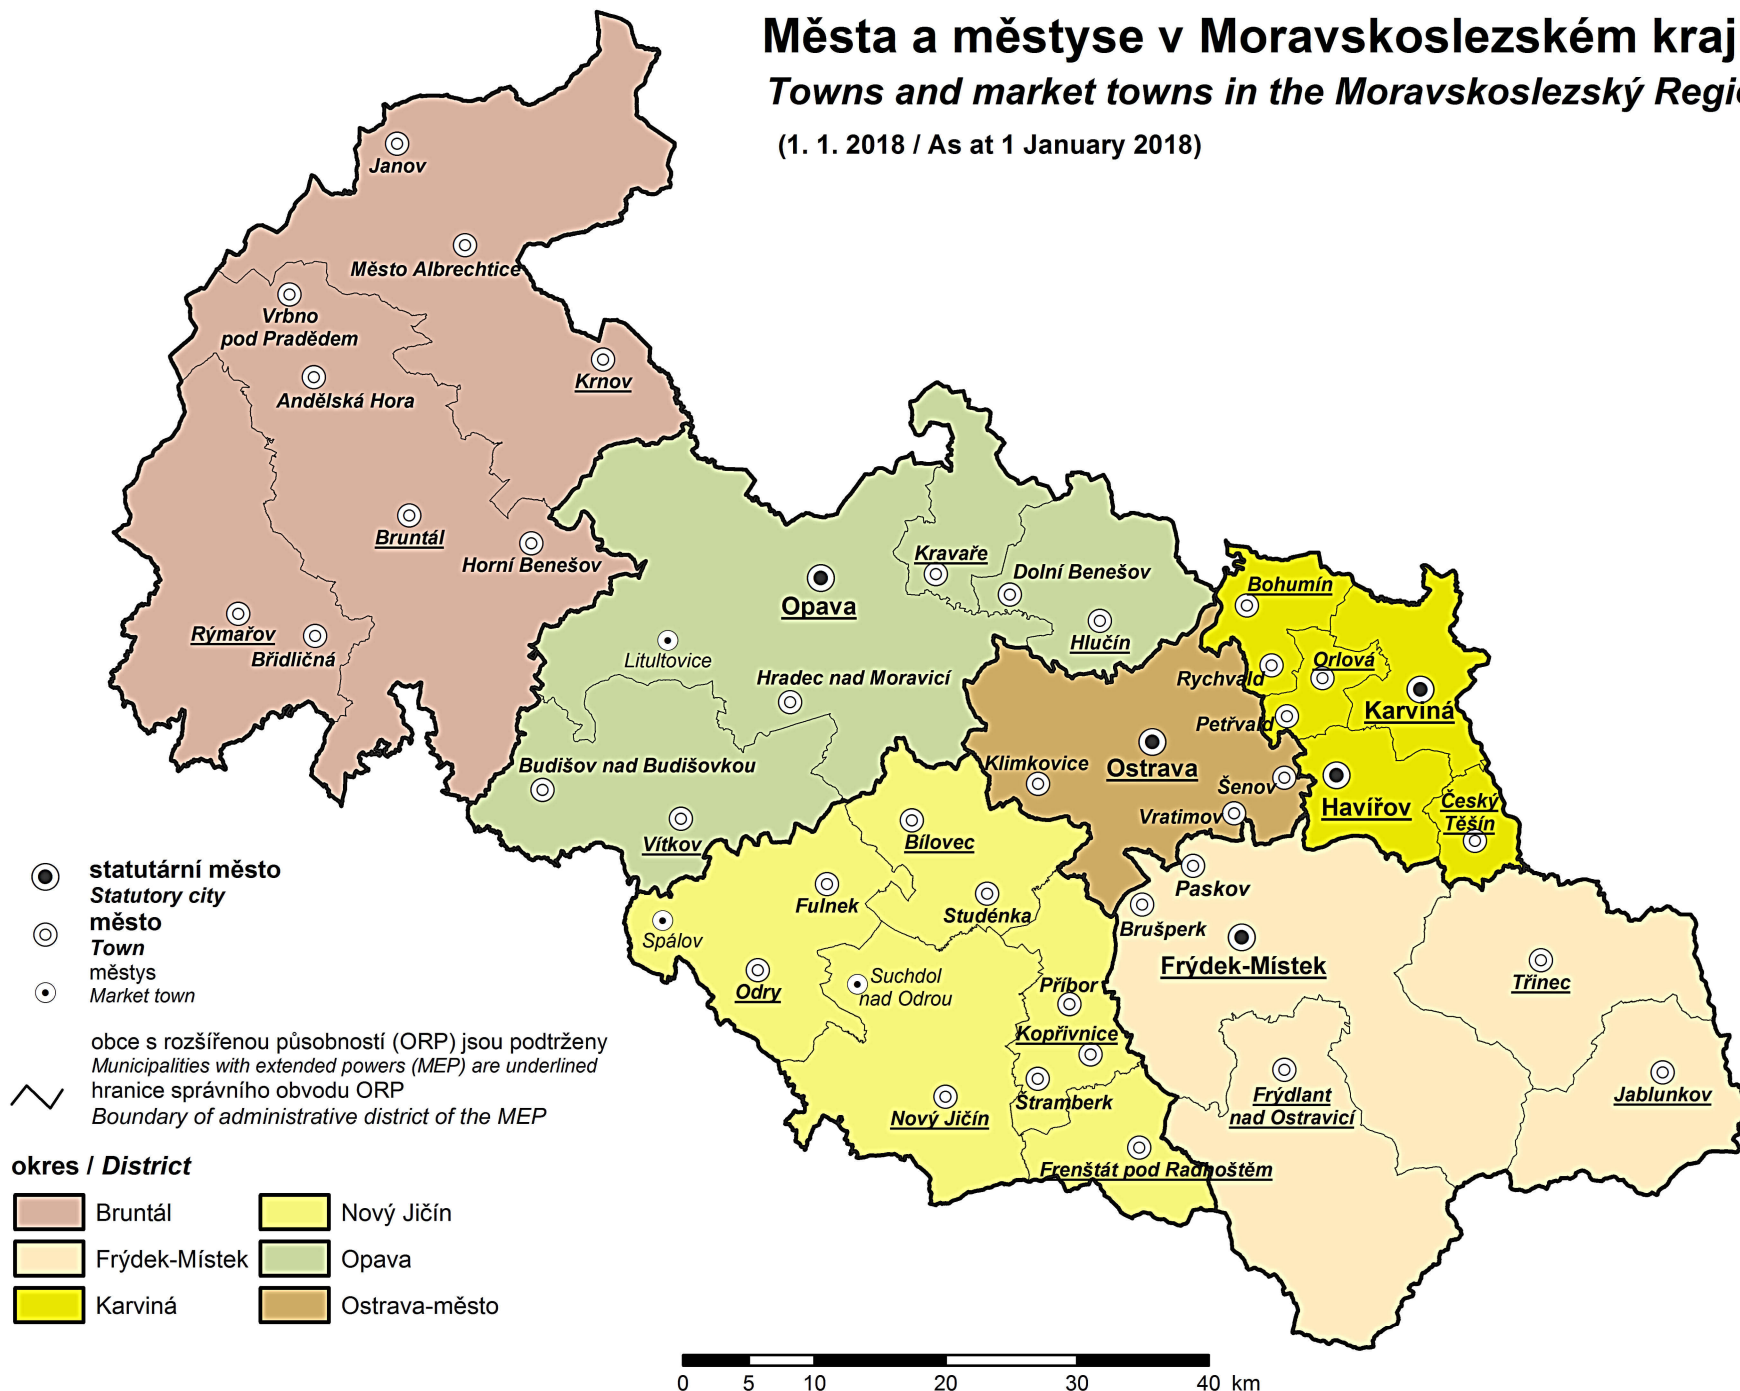 Města a městyse v Moravskoslezském kraj
Towns and market towns in the Moravskoslezský Regi
(1. 1. 2018 / As at 1 January 2018)
Janov
Město Albrechtice
Vrbno
pod Pradědem
Krnov
Andělská Hora
Bruntál
Horní Benešov
Kravaře
Dolní Benešov
Bohumín
Opava
Rýmařov
Břidličná
Litultovice
Hlučín
Orlová
Hradec nad Moravicí
Rychvald
Karviná
Petřvald
Budišov nad Budišovkou
Klimkovice
Ostrava
Šenov
Havířov
Český
Těšín
Vratimov
Vítkov
Bílovec
Paskov
Fulnek
Studénka
Brušperk
Spálov
Frýdek-Místek
Odry
Suchdol
nad Odrou
Příbor
Třinec
Kopřivnice
Štramberk
Nový Jičín
Frýdlant
nad Ostravicí
Jablunkov
Frenštát pod Radhoštěm
statutární město
Statutory city
město
Town
městys
Market town
obce s rozšířenou působností (ORP) jsou podtrženy
Municipalities with extended powers (MEP) are underlined
hranice správního obvodu ORP
Boundary of administrative district of the MEP
okres / District
Bruntál
Nový Jičín
Frýdek-Místek
Opava
Karviná
Ostrava-město
0 5 10 20 30 40 km